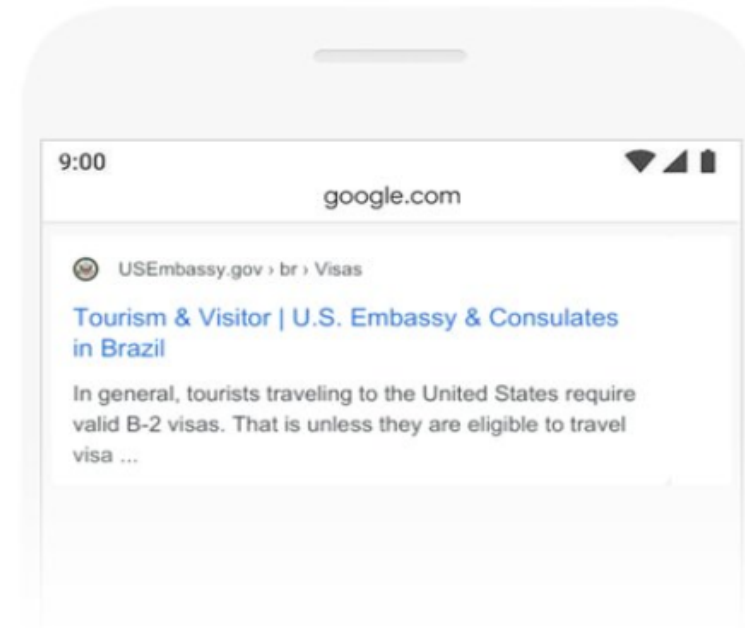 9:00
google.com
USEmbassy.gov › br › Visas
Tourism & Visitor | U.S. Embassy & Consulates
in Brazil
In general, tourists traveling to the United States require
valid B-2 visas. That is unless they are eligible to travel
visa ...